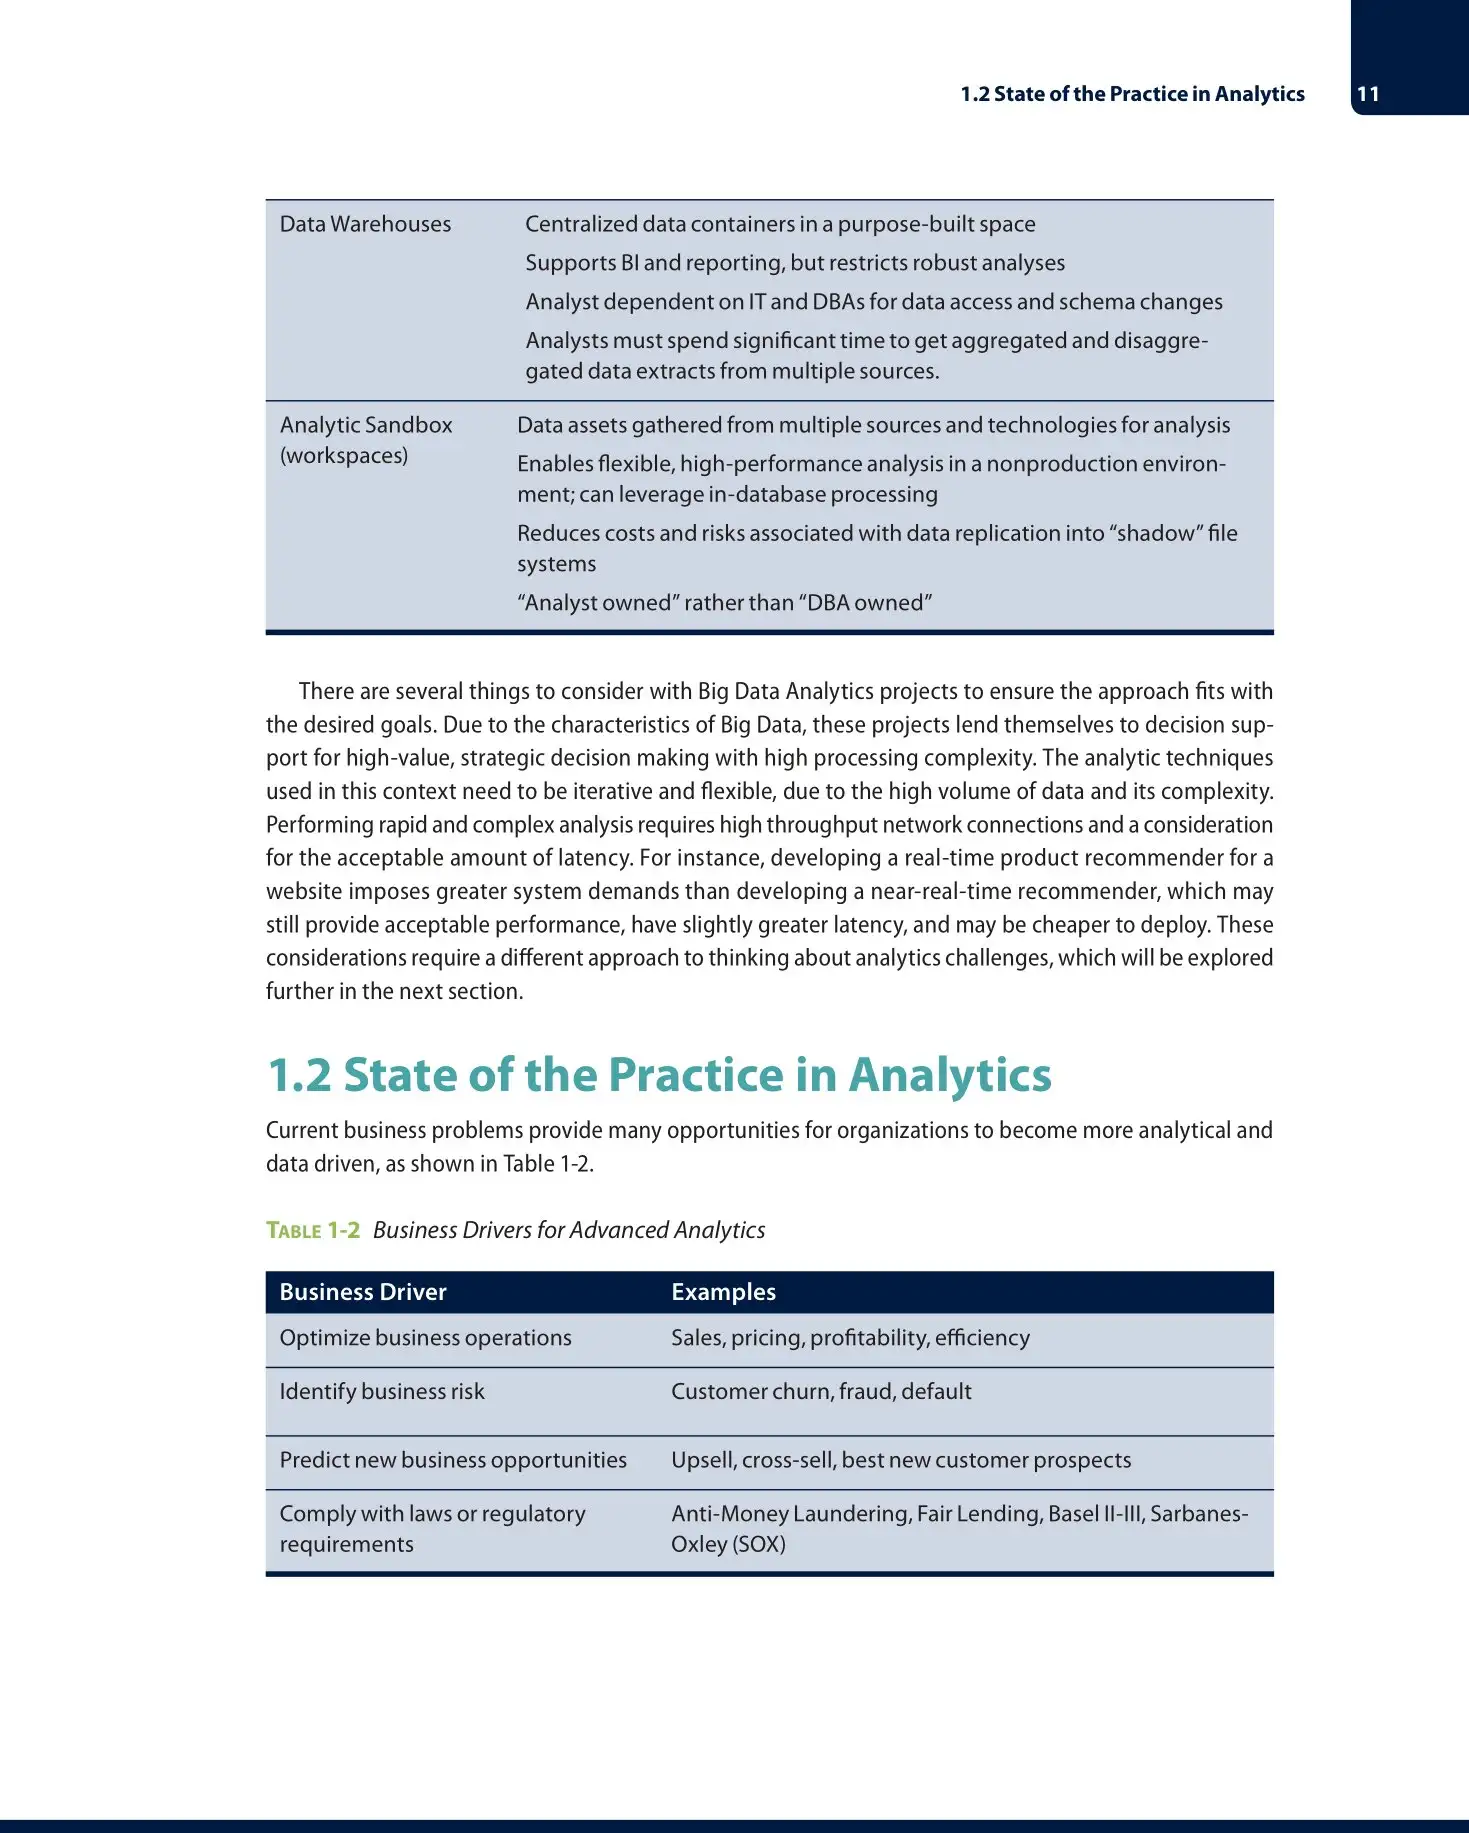 1.2 State of the Practice in Analytics 11
Data Warehouses Centralized data containers in a purpose-built space
Supports BI and reporting, but restricts robust analyses
Analyst dependent on IT and DBAs for data access and schema changes
Analysts must spend significant time to get aggregated and disaggre-
gated data extracts from multiple sources.
Analytic Sandbox Data assets gathered from multiple sources and technologies for analysis
(workspaces)
Enables flexible, high-performance analysis in a nonproduction environ-
ment; can leverage in-database processing
Reduces costs and risks associated with data replication into “shadow” file
systems
“Analyst owned” rather than “DBA owned”
There are several things to consider with Big Data Analytics projects to ensure the approach fits with
the desired goals. Due to the characteristics of Big Data, these projects lend themselves to decision sup-
port for high-value, strategic decision making with high processing complexity. The analytic techniques
used in this context need to be iterative and flexible, due to the high volume of data and its complexity.
Performing rapid and complex analysis requires high throughput network connections and a consideration
for the acceptable amount of latency. For instance, developing a real-time product recommender for a
website imposes greater system demands than developing a near-real-time recommender, which may
still provide acceptable performance, have slightly greater latency, and may be cheaper to deploy. These
considerations require a different approach to thinking about analytics challenges, which will be explored
further in the next section.
1.2 State of the Practice in Analytics
Current business problems provide many opportunities for organizations to become more analytical and
data driven, as shown in Table 1-2.
TABLE 1-2 Business Drivers for Advanced Analytics
Business Driver Examples
Optimize business operations Sales, pricing, profitability, efficiency
Identify business risk Customer churn, fraud, default
Predict new business opportunities Upsell, cross-sell, best new customer prospects
Comply with laws or regulatory Anti-Money Laundering, Fair Lending, Basel II-III, Sarbanes-
requirements Oxley (SOX)